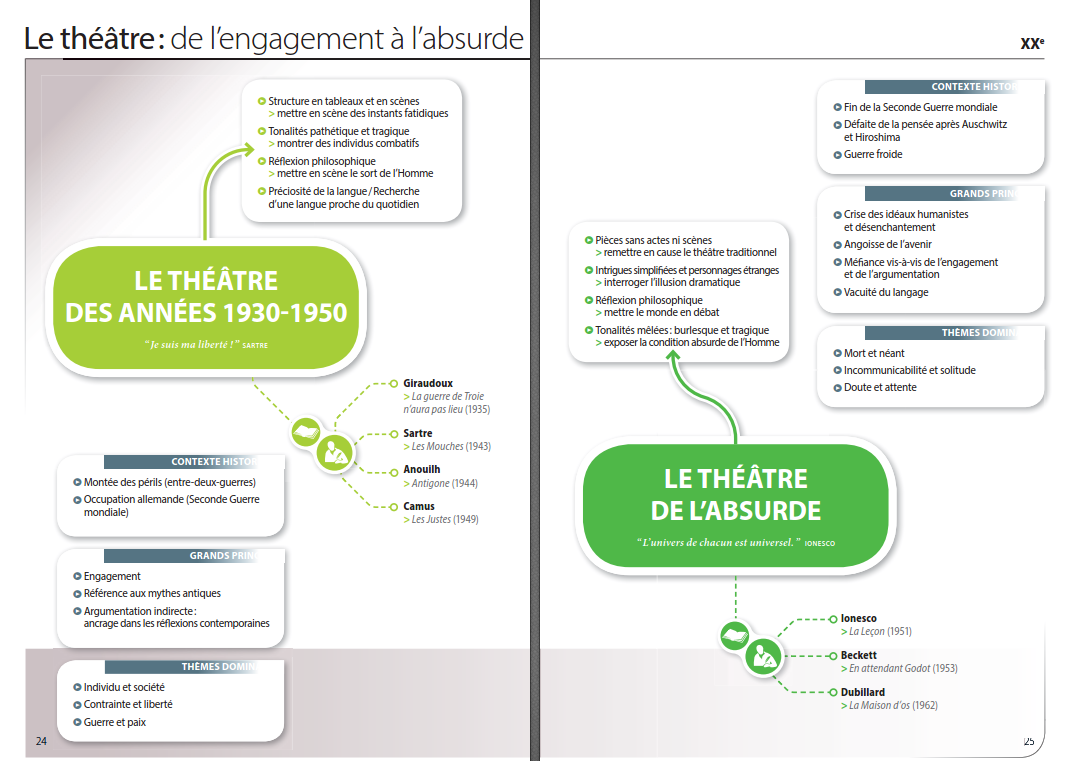 Le théâtre : de l'engagement à l'absurde
Structure en tableaux et en scènes
> mettre en scène des instants fatidiques
Tonalités pathétique et tragique
> montrer des individus combatifs
Réflexion philosophique
> mettre en scène le sort de l'Homme
Préciosité de la langue / Recherche
d'une langue proche du quotidien
LE THÉÂTRE
DES ANNÉES 1930-1950
"Je suis ma liberté !" SARTRE
Giraudoux
> La guerre de Troie
n'aura pas lieu (1935)
Sartre
> Les Mouches (1943)
Anouilh
> Antigone (1944)
Camus
> Les Justes (1949)
CONTEXTE HISTOR
Montée des périls (entre-deux-guerres)
Occupation allemande (Seconde Guerre
mondiale)
GRANDS PRIN
Engagement
Référence aux mythes antiques
Argumentation indirecte :
ancrage dans les réflexions contemporaines
THÈMES DOMIN
Individu et société
Contrainte et liberté
Guerre et paix
24
XXe
CONTEXTE HISTOR
Fin de la Seconde Guerre mondiale
Défaite de la pensée après Auschwitz
et Hiroshima
Guerre froide
GRANDS PRIN
Crise des idéaux humanistes
et désenchantement
Angoisse de l'avenir
Méfiance vis-à-vis de l'engagement
et de l'argumentation
Vacuité du langage
THÈMES DOMIN
Mort et néant
Incommunicabilité et solitude
Doute et attente
Pièces sans actes ni scènes
> remettre en cause le théâtre traditionnel
Intrigues simplifiées et personnages étranges
> interroger l'illusion dramatique
Réflexion philosophique
> mettre le monde en débat
Tonalités mêlées : burlesque et tragique
> exposer la condition absurde de l'Homme
LE THÉÂTRE
DE L'ABSURDE
"L'univers de chacun est universel." IONESCO
Ionesco
> La Leçon (1951)
Beckett
> En attendant Godot (1953)
Dubillard
> La Maison d'os (1962)
25